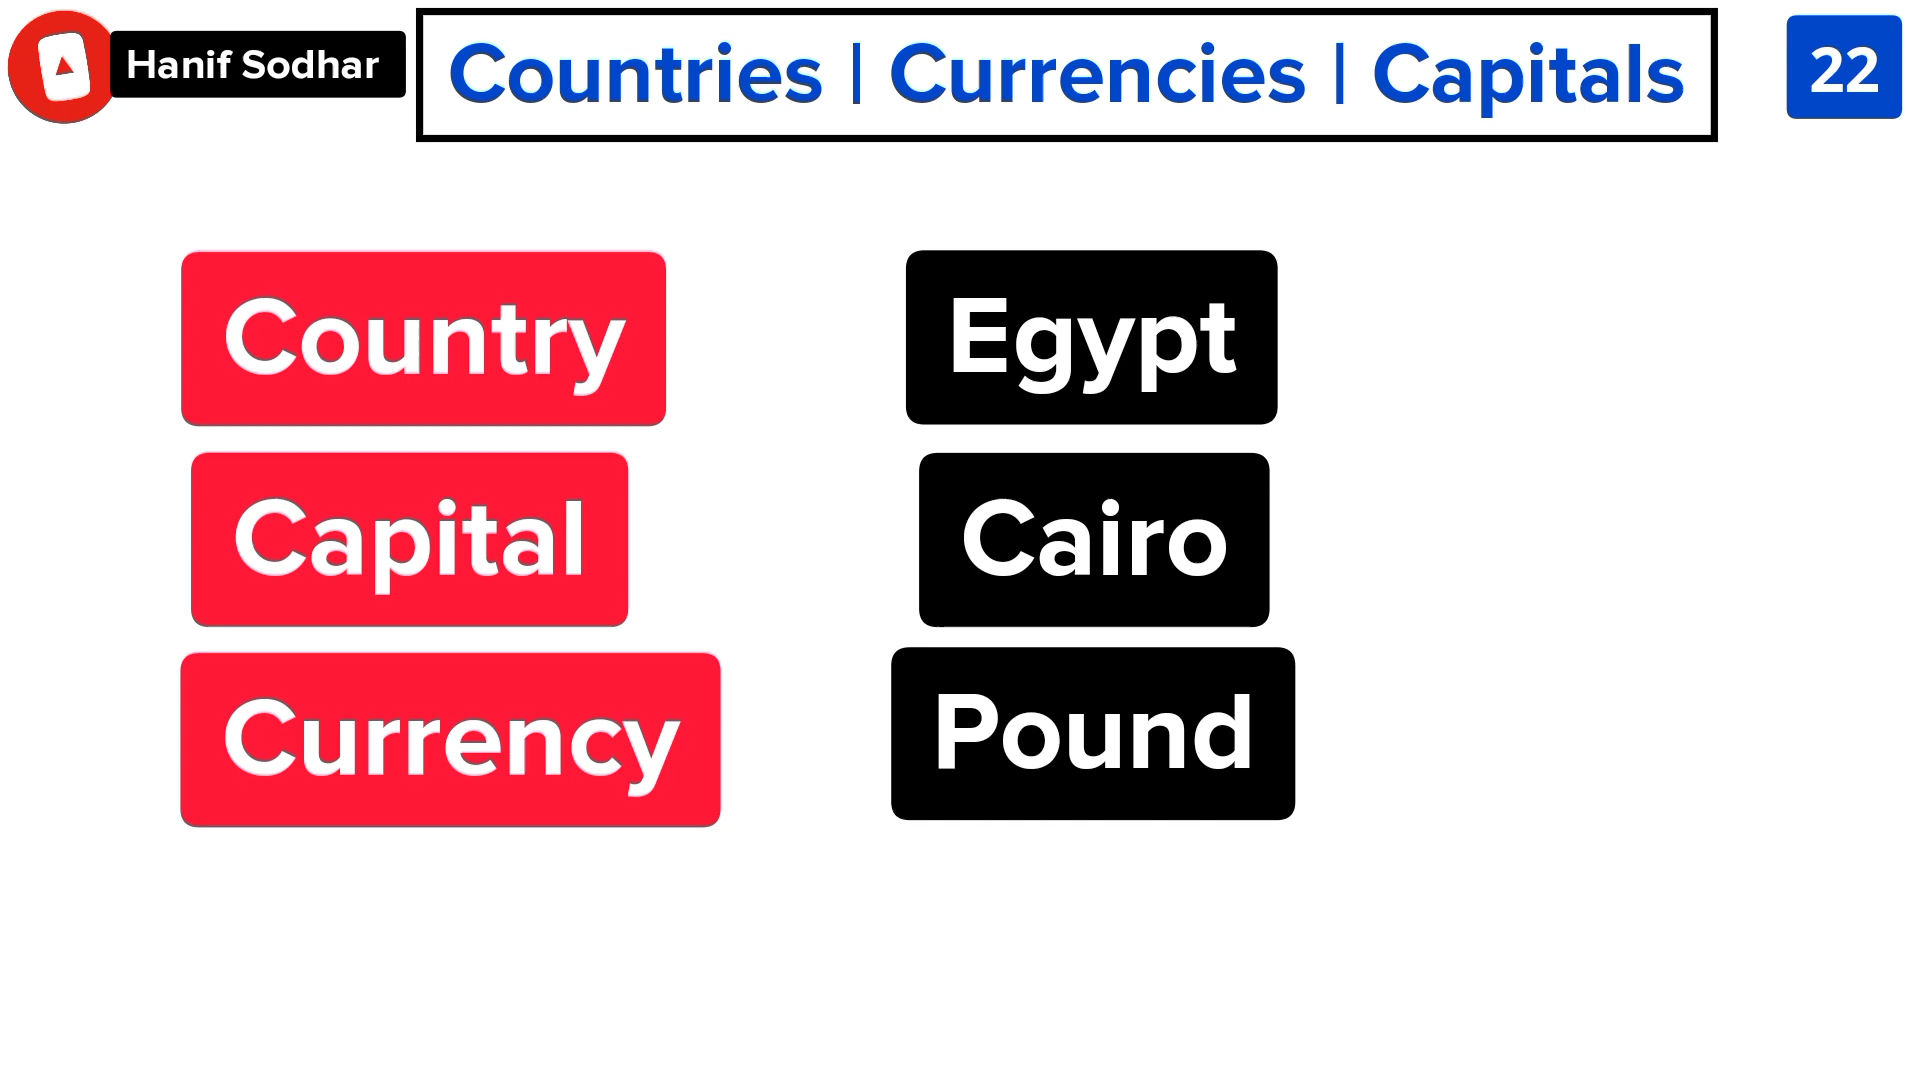 Hanif Sodhar
Countries | Currencies | Capitals
22
Country
Egypt
Capital
Cairo
Currency
Pound